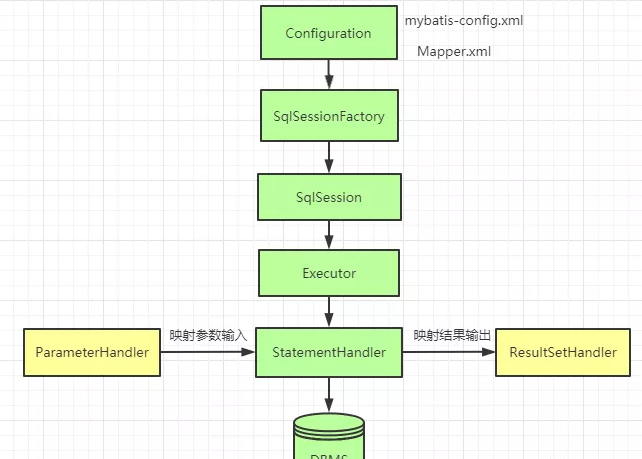 Configuration
mybatis-config.xml
Mapper.xml
SqlSessionFactory
SqlSession
Executor
映射参数输入
映射结果输出
ParameterHandler
StatementHandler
ResultSetHandler
DBMS